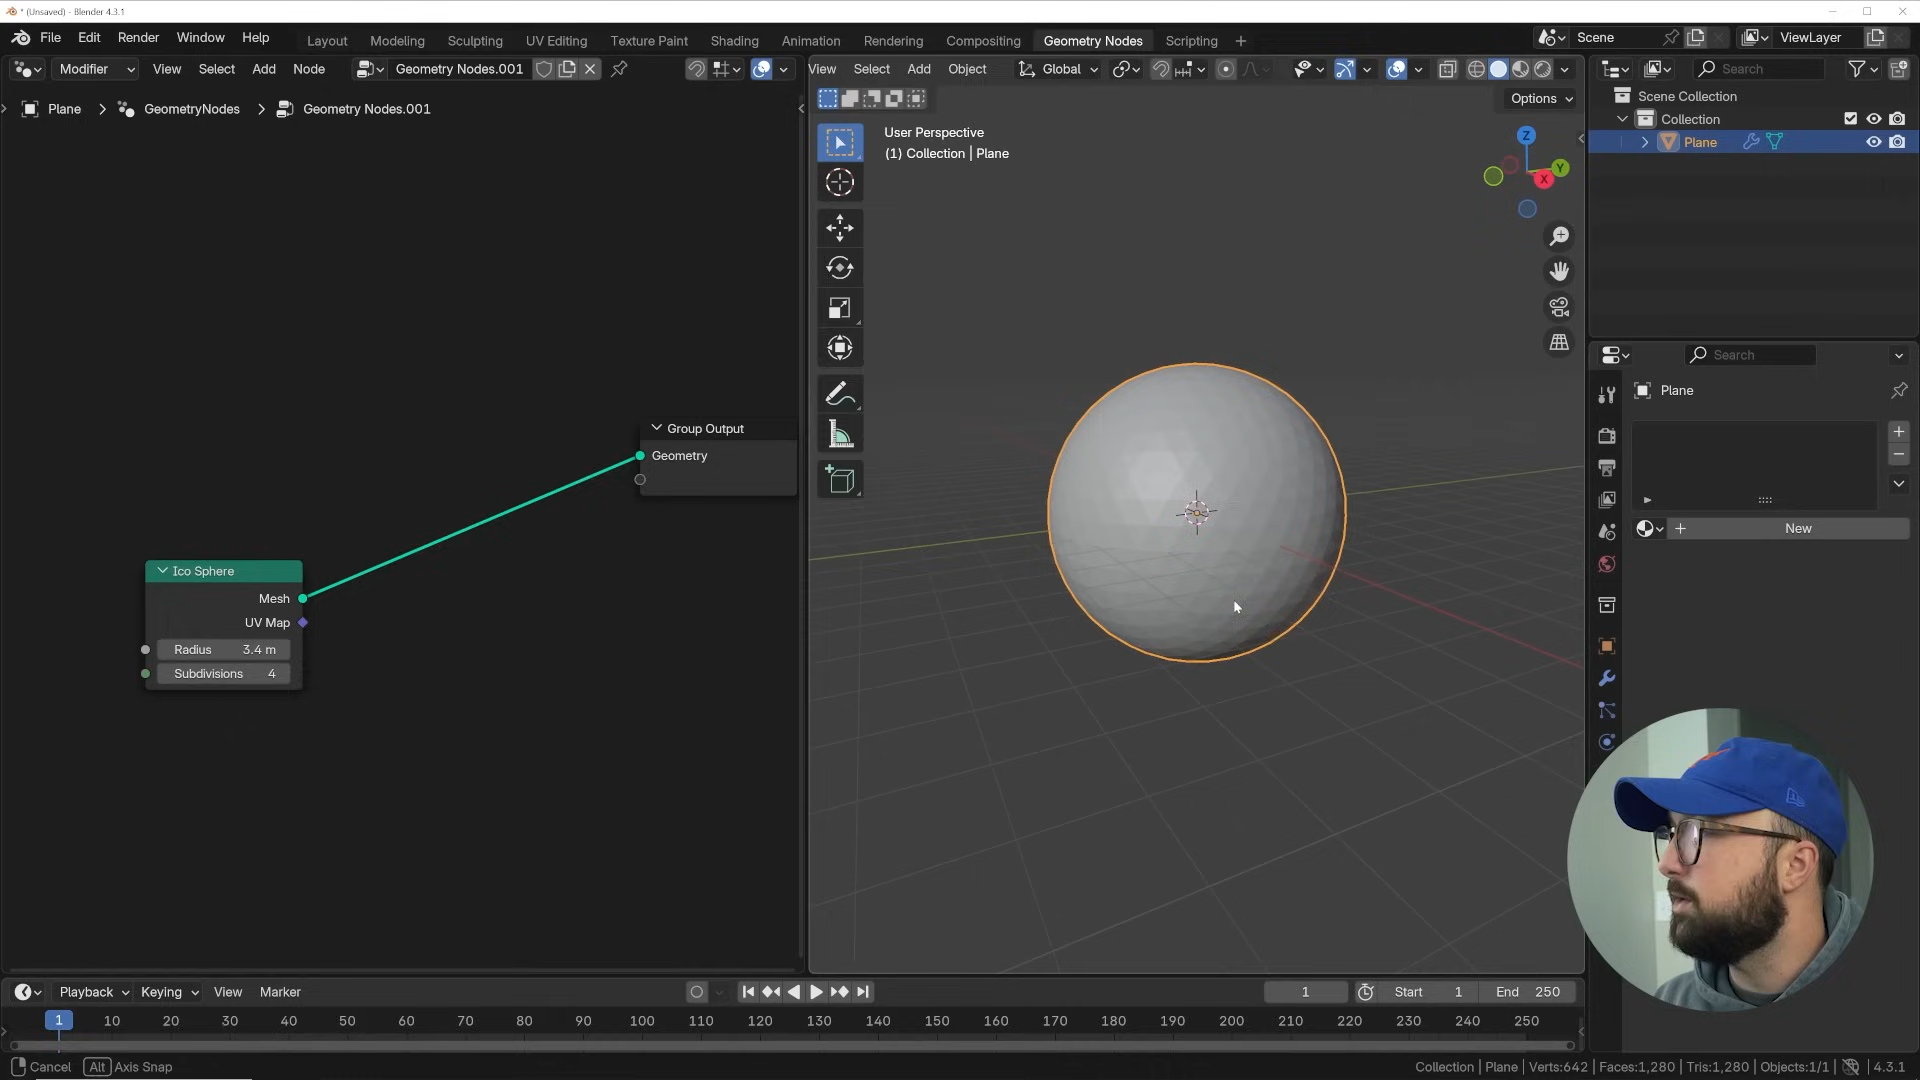 * (Unsaved) - Blender 4.3.1
File Edit Render Window Help
Layout Modeling Sculpting UV Editing Texture Paint Shading Animation Rendering Compositing Geometry Nodes Scripting
Scene
ViewLayer
Modifier View Select Add Node Geometry Nodes.001
View Select Add Object Global
Search
Plane GeometryNodes Geometry Nodes.001
Options
Scene Collection
Collection
Plane
User Perspective
(1) Collection | Plane
Z
Y
X
Search
Plane
New
Group Output
Geometry
Ico Sphere
Mesh
UV Map
Radius 3.4 m
Subdivisions 4
Playback Keying View Marker
1 Start 1 End 250
1 10 20 30 40 50 60 70 80 90 100 110 120 130 140 150 160 170 180 190 200 210 220 230 240 250
Cancel Alt Axis Snap
Collection | Plane | Verts:642 | Faces:1,280 | Tris:1,280 | Objects:1/1 | 4.3.1